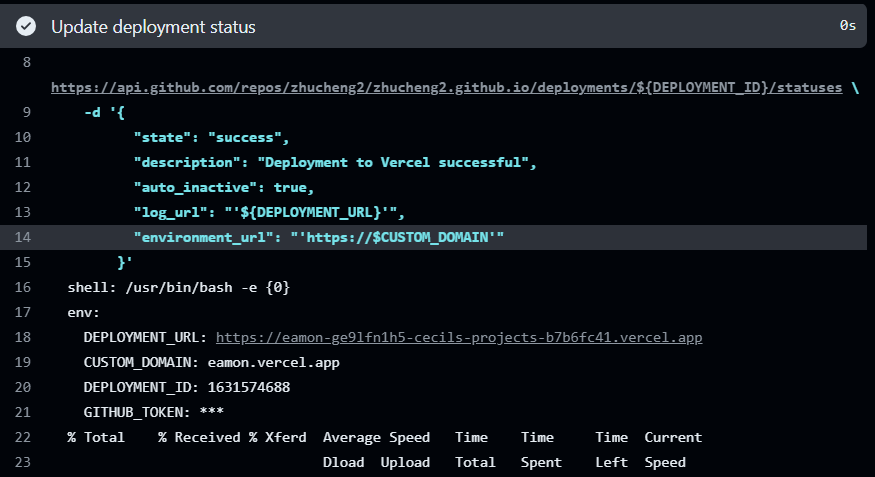 Update deployment status
0s
8
https://api.github.com/repos/zhucheng2/zhucheng2.github.io/deployments/${DEPLOYMENT_ID}/statuses \
9 -d '{
10 "state": "success",
11 "description": "Deployment to Vercel successful",
12 "auto_inactive": true,
13 "log_url": "'${DEPLOYMENT_URL}'",
14 "environment_url": "'https://$CUSTOM_DOMAIN'"
15 }'
16 shell: /usr/bin/bash -e {0}
17 env:
18 DEPLOYMENT_URL: https://eamon-ge9lfn1h5-cecils-projects-b7b6fc41.vercel.app
19 CUSTOM_DOMAIN: eamon.vercel.app
20 DEPLOYMENT_ID: 1631574688
21 GITHUB_TOKEN: ***
22 % Total % Received % Xferd Average Speed Time Time Time Current
23 Dload Upload Total Spent Left Speed